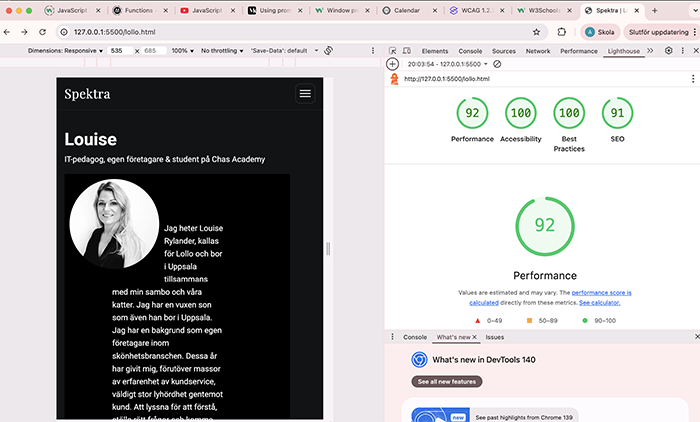 JavaScript
Functions -
JavaScript
Using prom
Window pr
Calendar
WCAG 1.2.
W3Schools
Spektra | L
127.0.0.1:5500/lollo.html
Skola
Slutför uppdatering
Dimensions: Responsive
535
×
685
100%
No throttling
'Save-Data': default
Elements
Console
Sources
Network
Performance
Lighthouse
20:03:54 - 127.0.0.1:5500
http://127.0.0.1:5500/lollo.html
Spektra
Louise
IT-pedagog, egen företagare & student på Chas Academy
Jag heter Louise
Rylander, kallas
för Lollo och bor
i Uppsala
tillsammans
med min sambo och våra
katter. Jag har en vuxen son
som även han bor i Uppsala.
Jag har en bakgrund som egen
företagare inom
skönhetsbranschen. Dessa år
har givit mig, förutöver massor
av erfarenhet av kundservice,
väldigt stor lyhördhet gentemot
kund. Att lyssna för att förstå,
92
100
100
91
Performance
Accessibility
Best
Practices
SEO
92
Performance
Values are estimated and may vary. The performance score is
calculated directly from these metrics. See calculator.
0–49
50–89
90–100
Console
What's new
Issues
What's new in DevTools 140
See all new features
new
See past highlights from Chrome 139